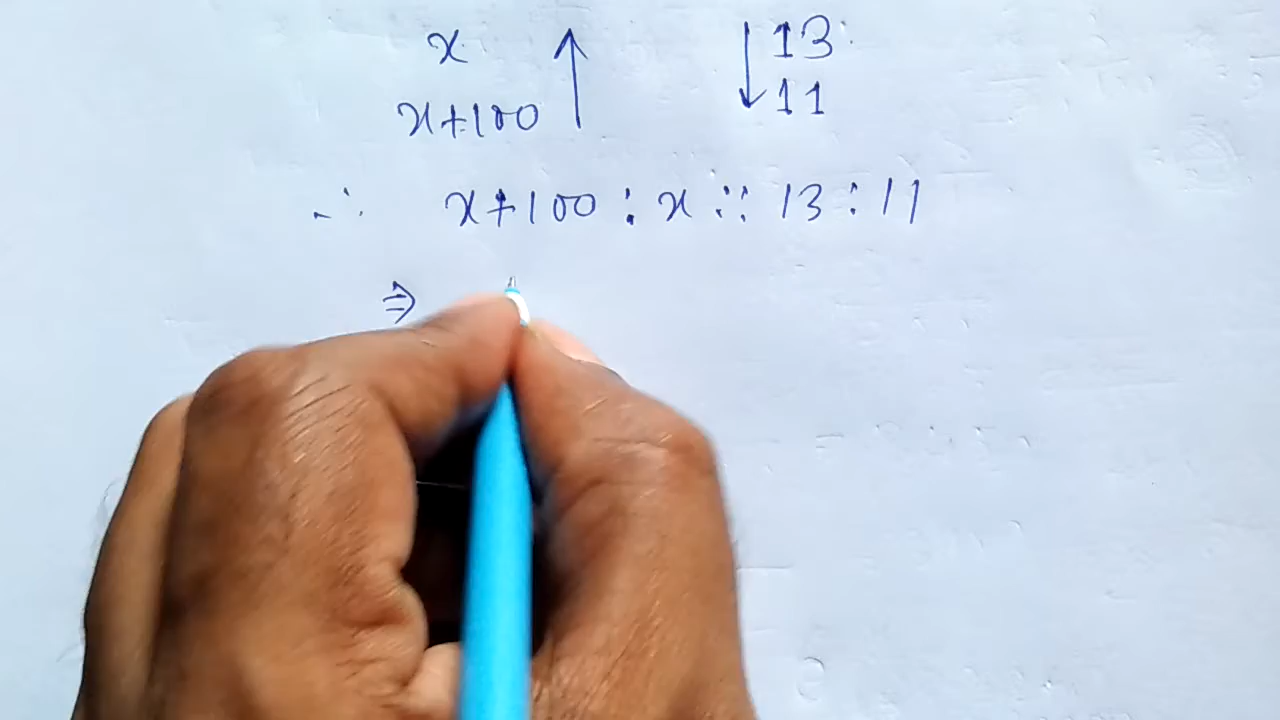 x ↑ ↓ 13
x+100 11
∴ x+100 : x :: 13 : 11
⇒